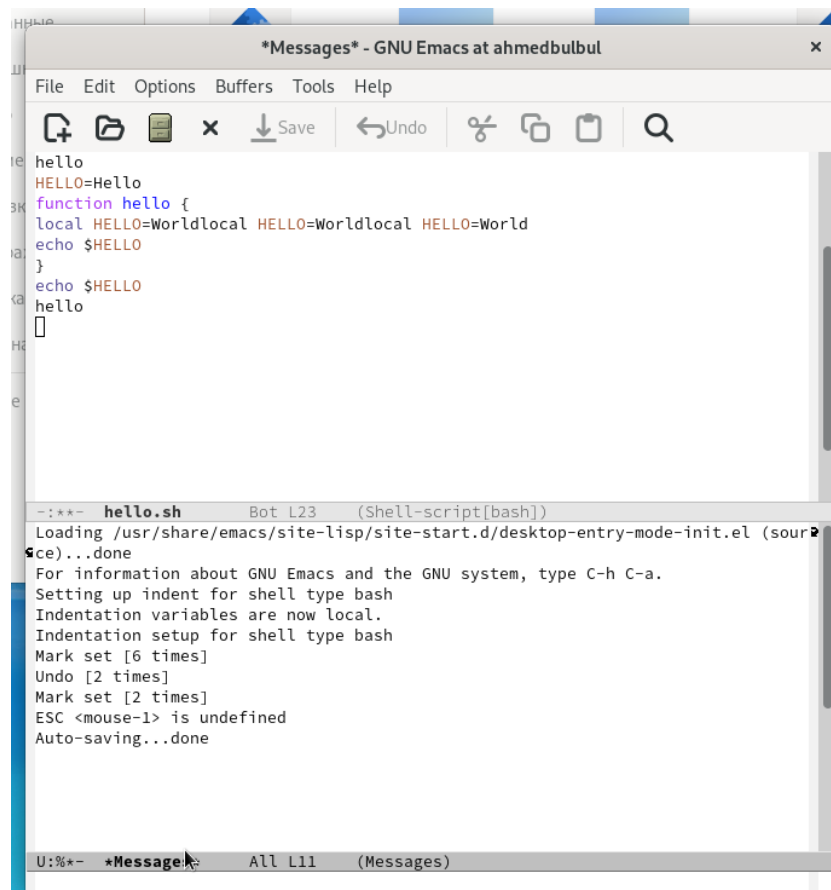 нные
*Messages* - GNU Emacs at ahmedbulbul ×
File Edit Options Buffers Tools Help
Save Undo
hello
HELLO=Hello
function hello {
local HELLO=Worldlocal HELLO=Worldlocal HELLO=World
echo $HELLO
}
echo $HELLO
hello
-:**- hello.sh Bot L23 (Shell-script[bash])
Loading /usr/share/emacs/site-lisp/site-start.d/desktop-entry-mode-init.el (sour
ce)...done
For information about GNU Emacs and the GNU system, type C-h C-a.
Setting up indent for shell type bash
Indentation variables are now local.
Indentation setup for shell type bash
Mark set [6 times]
Undo [2 times]
Mark set [2 times]
ESC <mouse-1> is undefined
Auto-saving...done
U:%*- *Messages* All L11 (Messages)